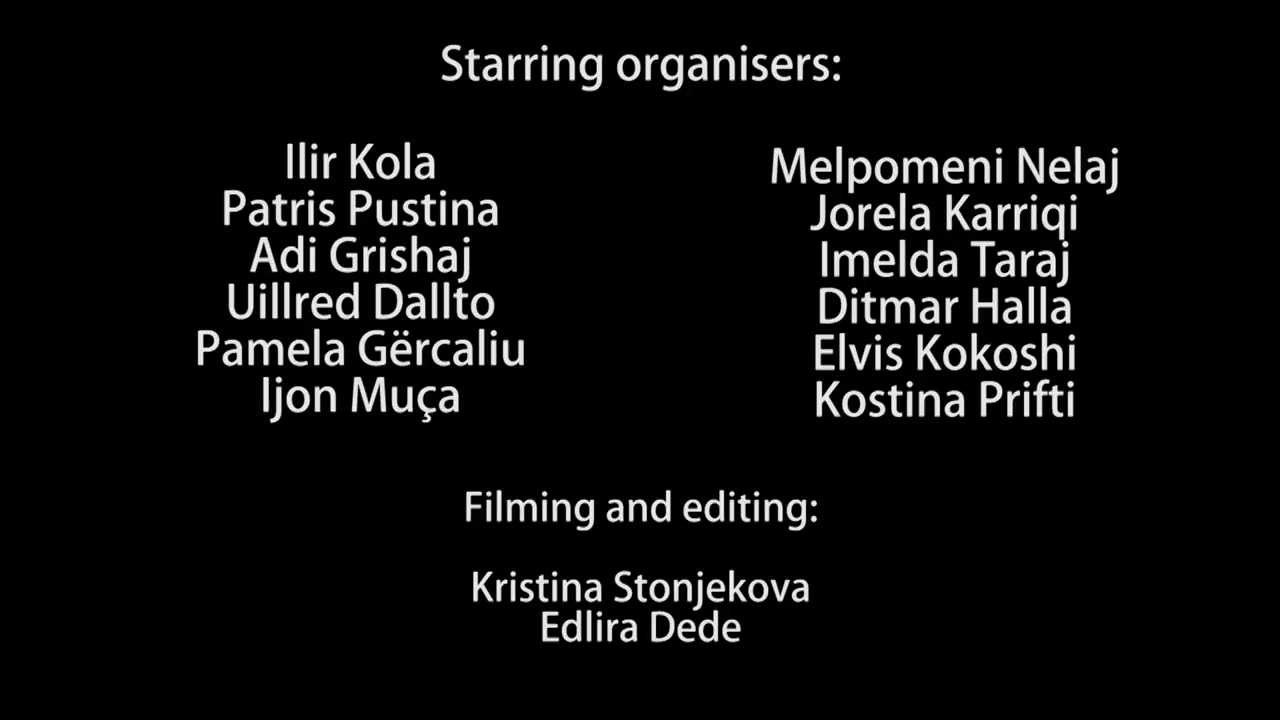 Starring organisers:
Ilir Kola
Patris Pustina
Adi Grishaj
Uillred Dallto
Pamela Gërcaliu
Ijon Muça
Melpomeni Nelaj
Jorela Karriqi
Imelda Taraj
Ditmar Halla
Elvis Kokoshi
Kostina Prifti
Filming and editing:
Kristina Stonjekova
Edlira Dede